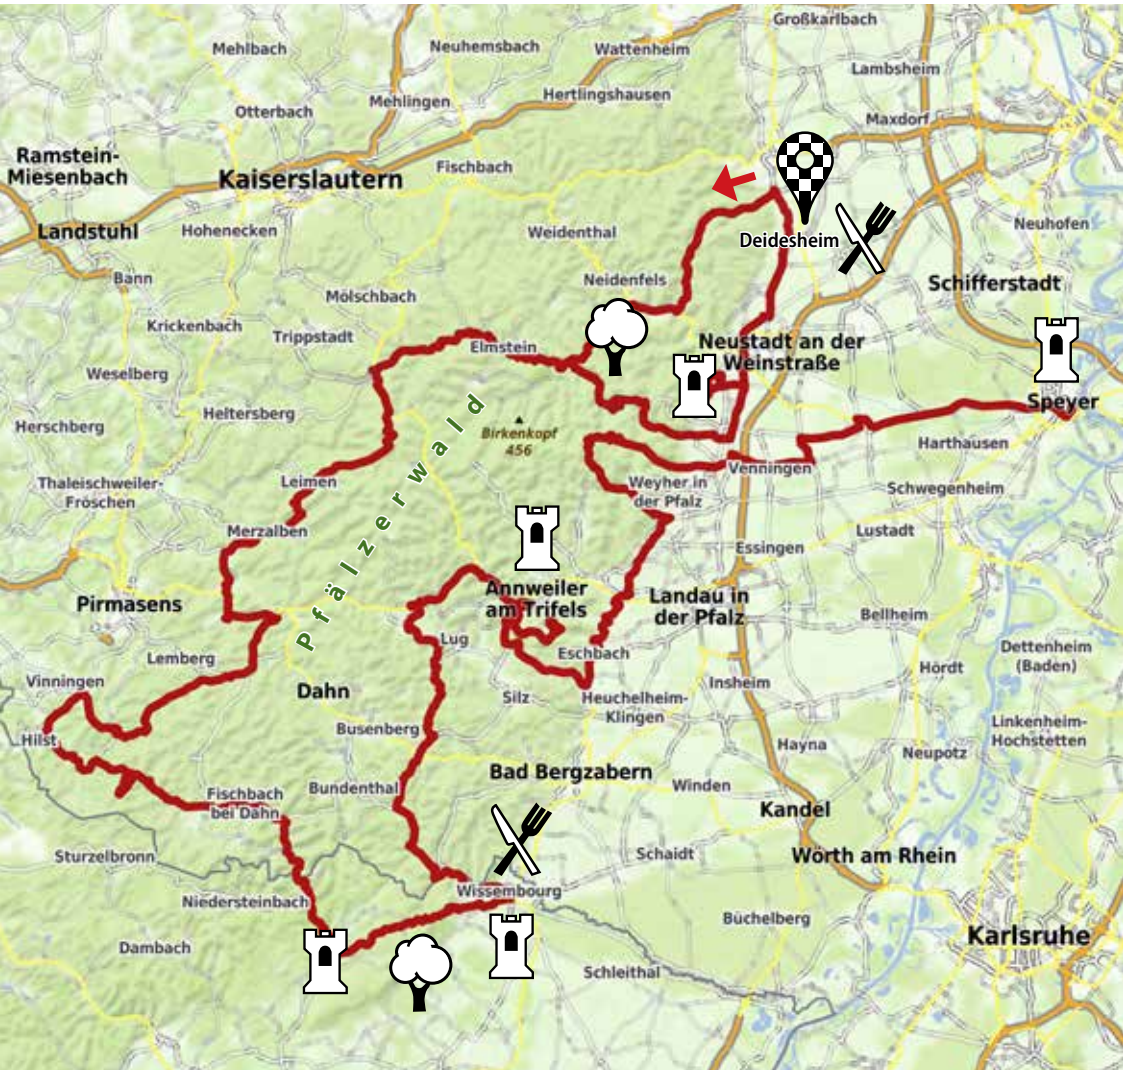 Großkarlbach
Mehlbach
Neuhemsbach
Wattenheim
Lambsheim
Hertlingshausen
Mehlingen
Otterbach
Maxdorf
Ramstein-
Miesenbach
Fischbach
Kaiserslautern
Landstuhl
Hohenecken
Weidenthal
Deidesheim
Neuhofen
Bann
Neidenfels
Schifferstadt
Mölschbach
Krickenbach
Trippstadt
Elmstein
Neustadt an der
Weinstraße
Weselberg
Speyer
Heltersberg
Herschberg
Birkenkopf
456
Harthausen
Pfälzerwald
Venningen
Leimen
Weyher in
der Pfalz
Thaleischweiler-
Fröschen
Schwegenheim
Merzalben
Lustadt
Essingen
Annweiler
am Trifels
Landau in
der Pfalz
Pirmasens
Bellheim
Lug
Eschbach
Dettenheim
(Baden)
Lemberg
Hördt
Vinningen
Dahn
Silz
Insheim
Heuchelheim-
Klingen
Linkenheim-
Hochstetten
Busenberg
Hilst
Hayna
Neupotz
Bad Bergzabern
Winden
Bundenthal
Fischbach
bei Dahn
Kandel
Sturzelbronn
Schaidt
Wörth am Rhein
Wissembourg
Niedersteinbach
Büchelberg
Karlsruhe
Dambach
Schleithal